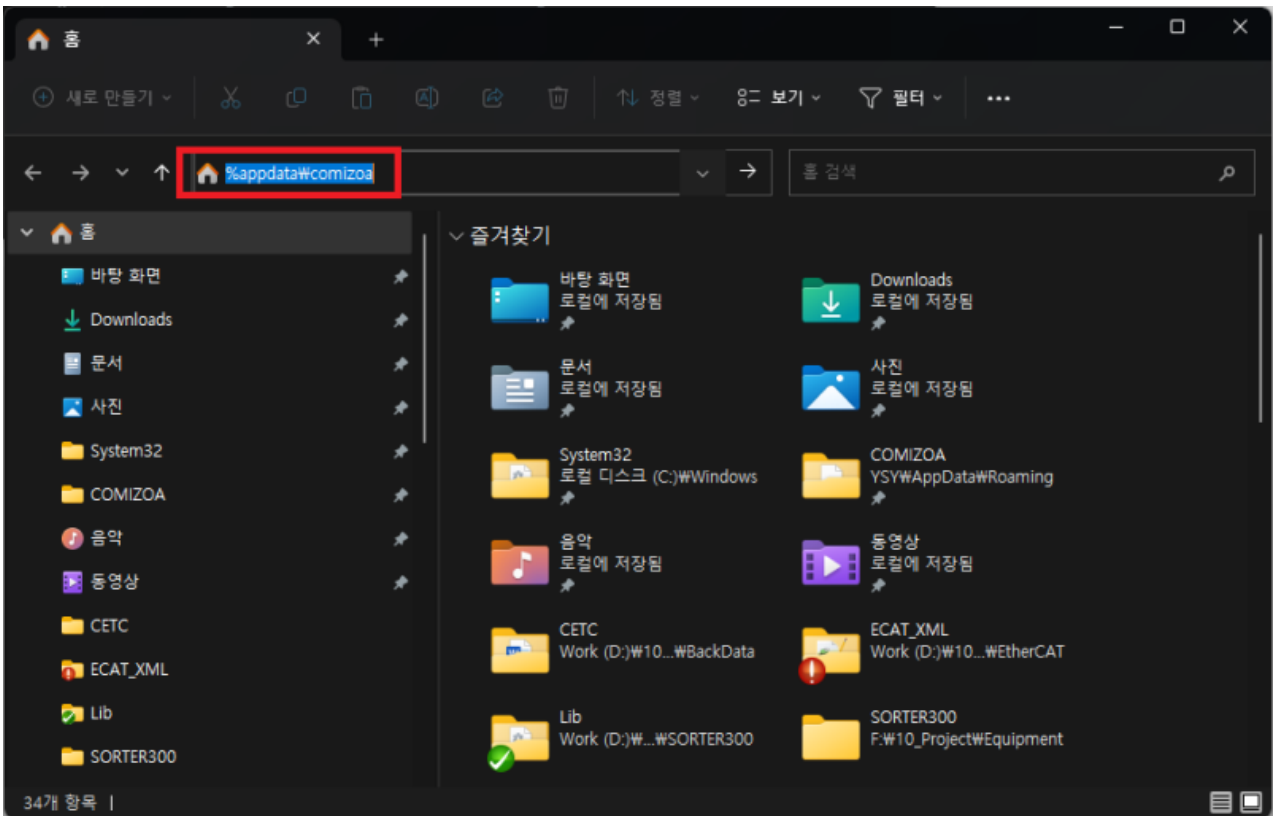 홈
새로 만들기
정렬
보기
필터
%appdata₩comizoa
홈 검색
홈
바탕 화면
Downloads
문서
사진
System32
COMIZOA
음악
동영상
CETC
ECAT_XML
Lib
SORTER300
즐겨찾기
바탕 화면
로컬에 저장됨
Downloads
로컬에 저장됨
문서
로컬에 저장됨
사진
로컬에 저장됨
System32
로컬 디스크 (C:)₩Windows
COMIZOA
YSY₩AppData₩Roaming
음악
로컬에 저장됨
동영상
로컬에 저장됨
CETC
Work (D:)₩10...₩BackData
ECAT_XML
Work (D:)₩10...₩EtherCAT
Lib
Work (D:)₩...₩SORTER300
SORTER300
F:₩10_Project₩Equipment
34개 항목